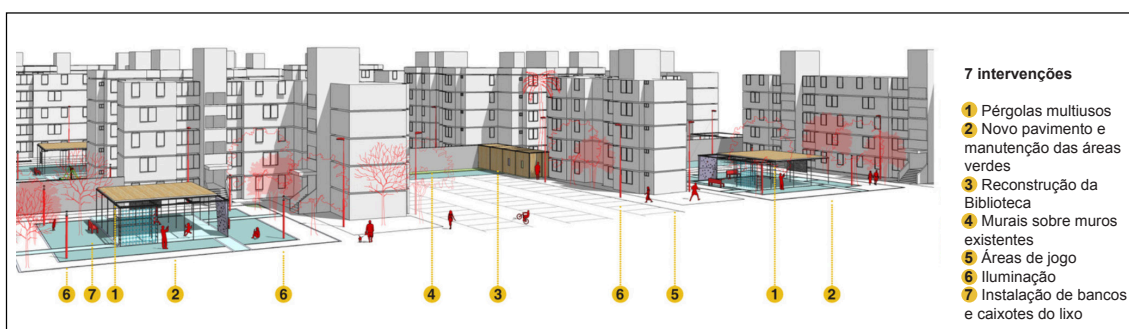 7 intervenções
1 Pérgolas multiusos
2 Novo pavimento e
manutenção das áreas
verdes
3 Reconstrução da
Biblioteca
4 Murais sobre muros
existentes
5 Áreas de jogo
6 Iluminação
7 Instalação de bancos
e caixotes do lixo
6 7 1 2 6 4 3 6 5 1 2